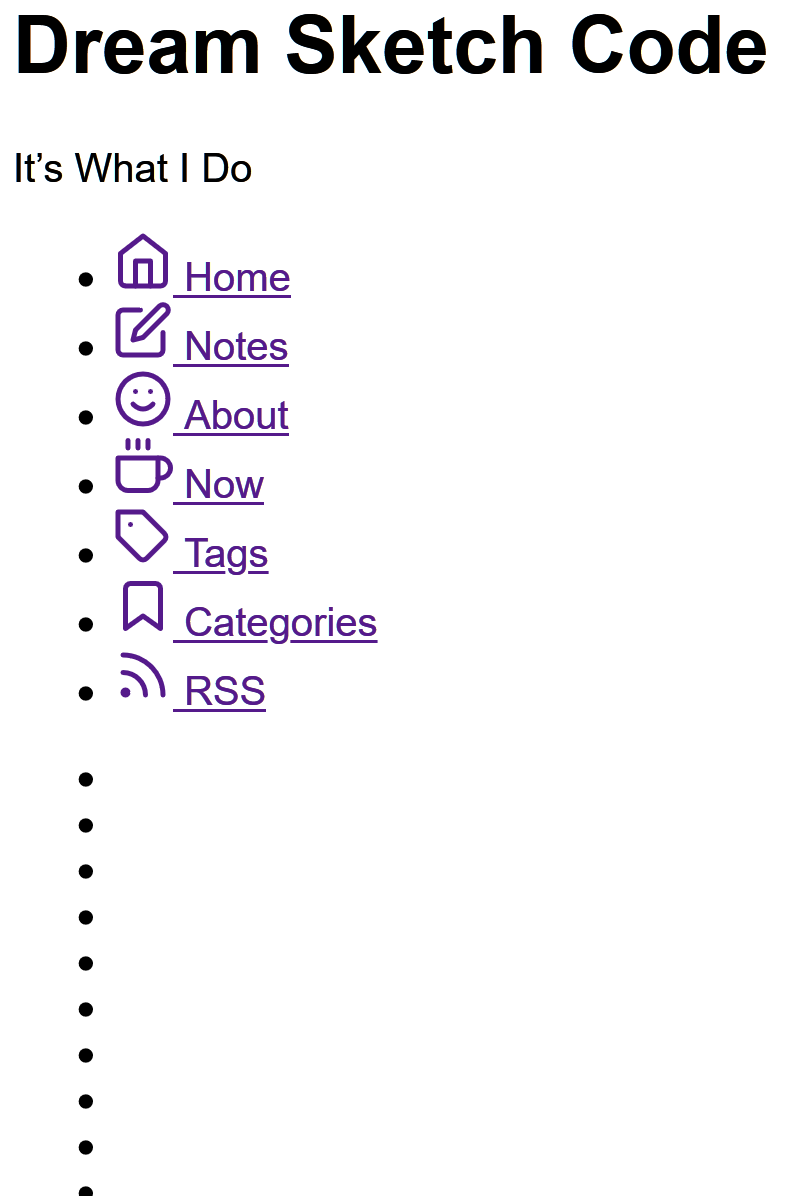 Dream Sketch Code
It’s What I Do
Home
Notes
About
Now
Tags
Categories
RSS